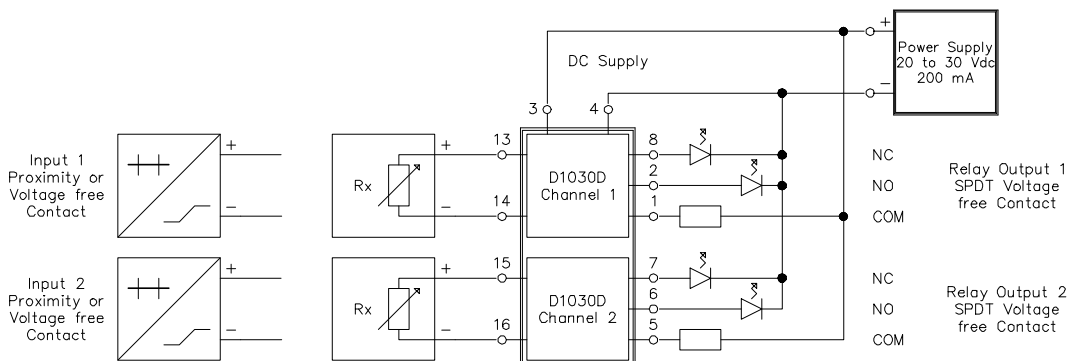 +
Power Supply
20 to 30 Vdc
200 mA
−
DC Supply
3
4
Input 1
Proximity or
Voltage free
Contact
+
−
Rx
+
−
13
14
D1030D
Channel 1
8
2
1
NC
NO
COM
Relay Output 1
SPDT Voltage
free Contact
Input 2
Proximity or
Voltage free
Contact
+
−
Rx
+
−
15
16
D1030D
Channel 2
7
6
5
NC
NO
COM
Relay Output 2
SPDT Voltage
free Contact